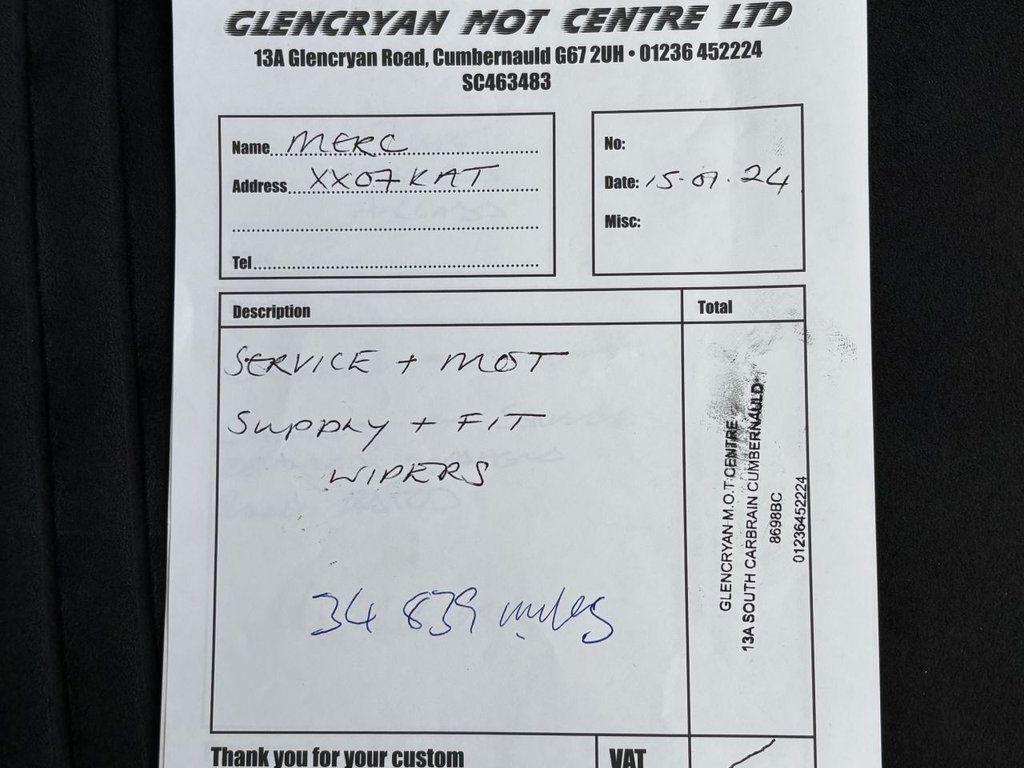 GLENCRYAN MOT CENTRE LTD
13A Glencryan Road, Cumbernauld G67 2UH • 01236 452224
SC463483
Name MERC
Address XX07KAT
Tel
No:
Date: 15.07.24
Misc:
Description
Total
SERVICE + MOT
SUPPLY + FIT
WIPERS
34 839 miles
GLENCRYAN M.O.T CENTRE
13A SOUTH CARBRAIN CUMBERNAULD
8698BC
01236452224
Thank you for your custom
VAT